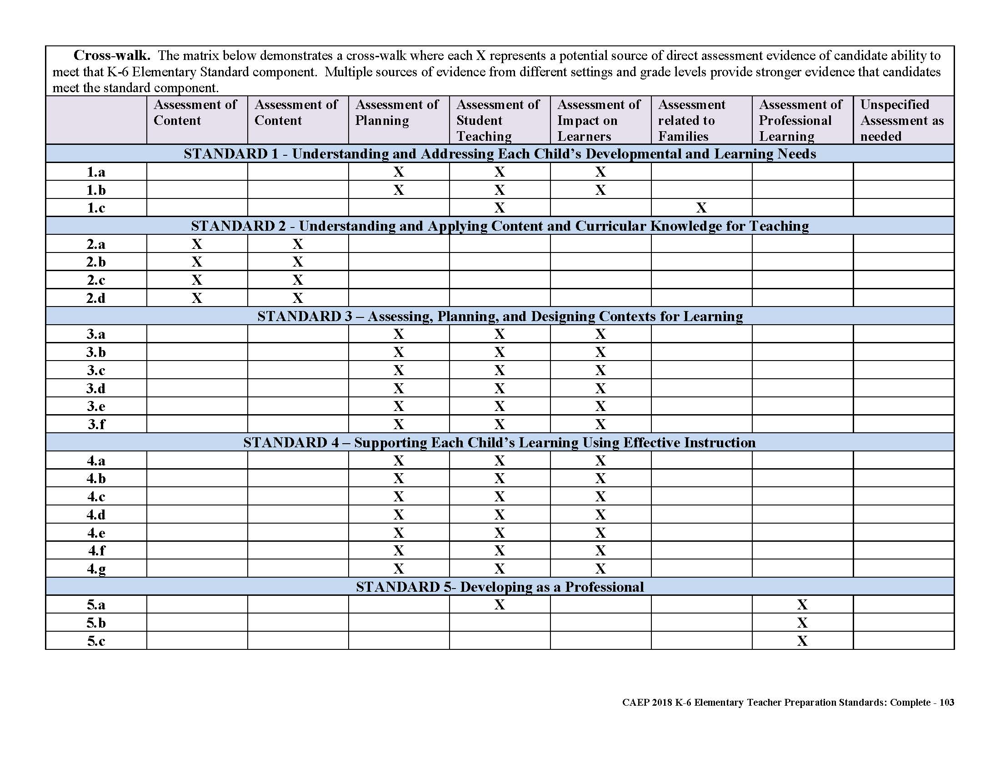 Cross-walk. The matrix below demonstrates a cross-walk where each X represents a potential source of direct assessment evidence of candidate ability to
meet that K-6 Elementary Standard component. Multiple sources of evidence from different settings and grade levels provide stronger evidence that candidates
meet the standard component.
Assessment of Content Assessment of Content Assessment of Planning Assessment of Student Teaching Assessment of Impact on Learners Assessment related to Families Assessment of Professional Learning Unspecified Assessment as needed
STANDARD 1 - Understanding and Addressing Each Child’s Developmental and Learning Needs
1.a X X X
1.b X X X
1.c X X
STANDARD 2 - Understanding and Applying Content and Curricular Knowledge for Teaching
2.a X X
2.b X X
2.c X X
2.d X X
STANDARD 3 – Assessing, Planning, and Designing Contexts for Learning
3.a X X X
3.b X X X
3.c X X X
3.d X X X
3.e X X X
3.f X X X
STANDARD 4 – Supporting Each Child’s Learning Using Effective Instruction
4.a X X X
4.b X X X
4.c X X X
4.d X X X
4.e X X X
4.f X X X
4.g X X X
STANDARD 5- Developing as a Professional
5.a X X
5.b X
5.c X
CAEP 2018 K-6 Elementary Teacher Preparation Standards: Complete - 103